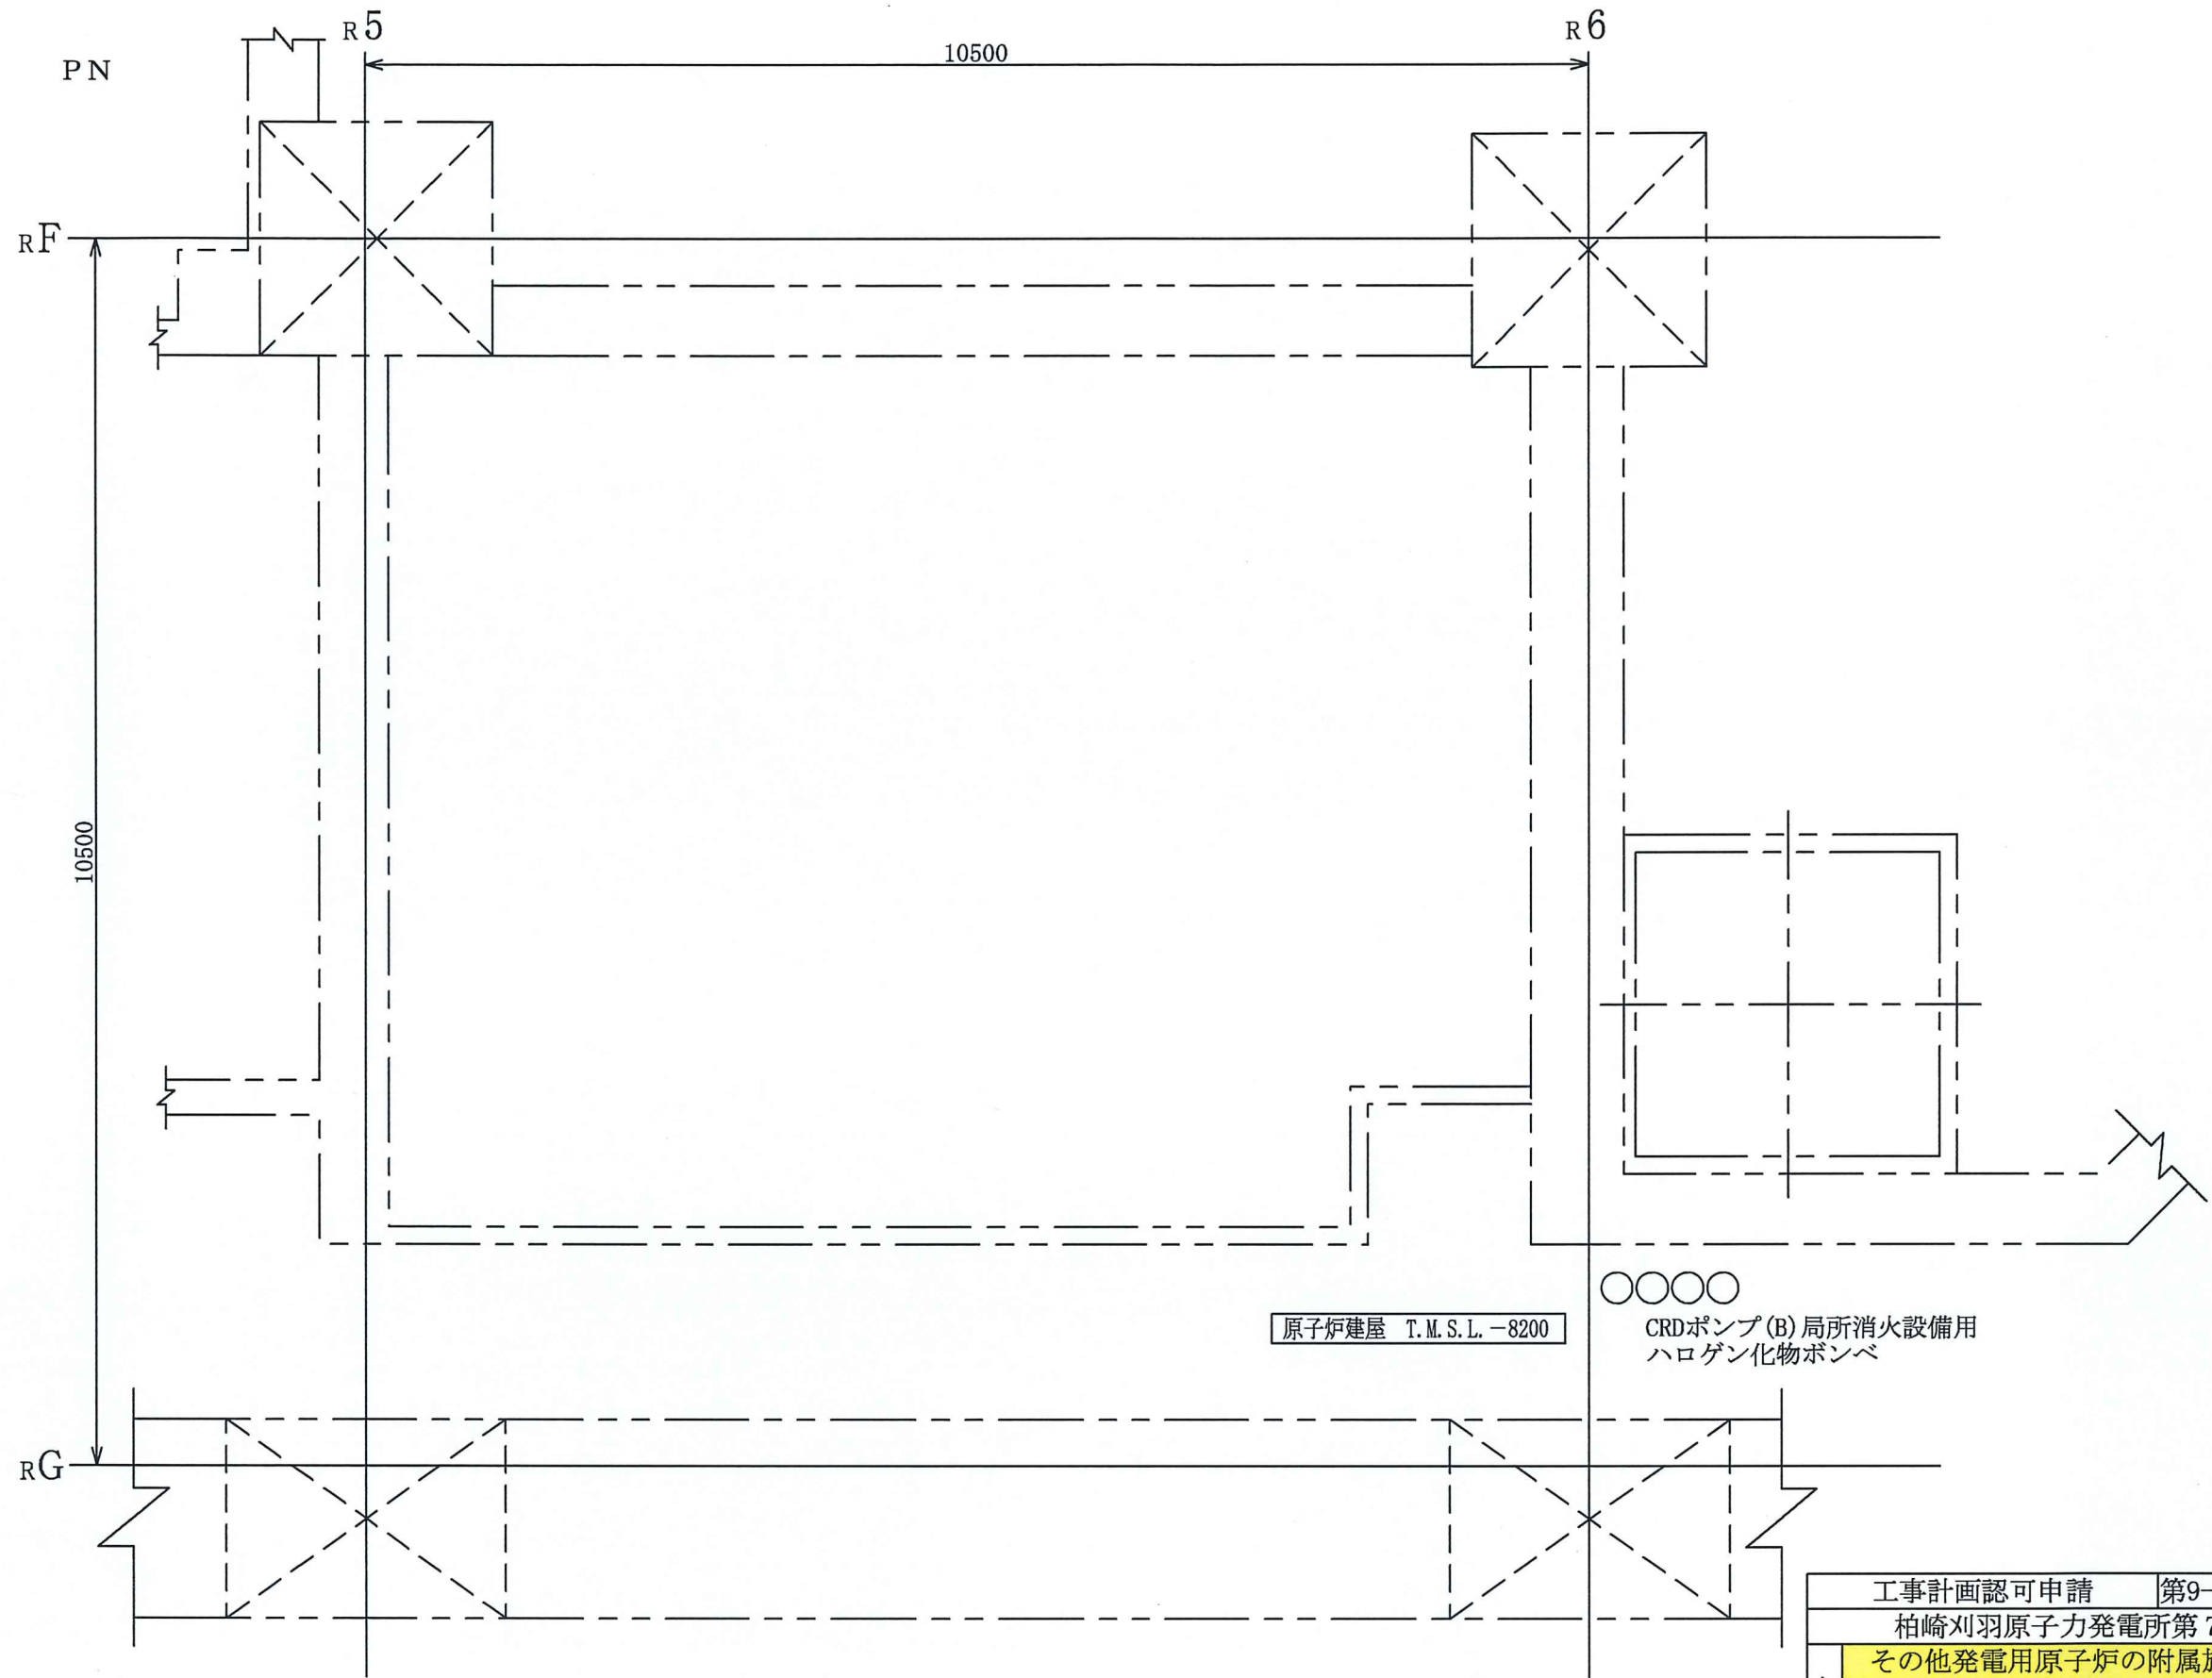 R5
R6
PN
10500
RF
10500
原子炉建屋 T.M.S.L.-8200
CRDポンプ(B)局所消火設備用
ハロゲン化物ボンベ
RG
工事計画認可申請 第9-
柏崎刈羽原子力発電所第
その他発電用原子炉の附属